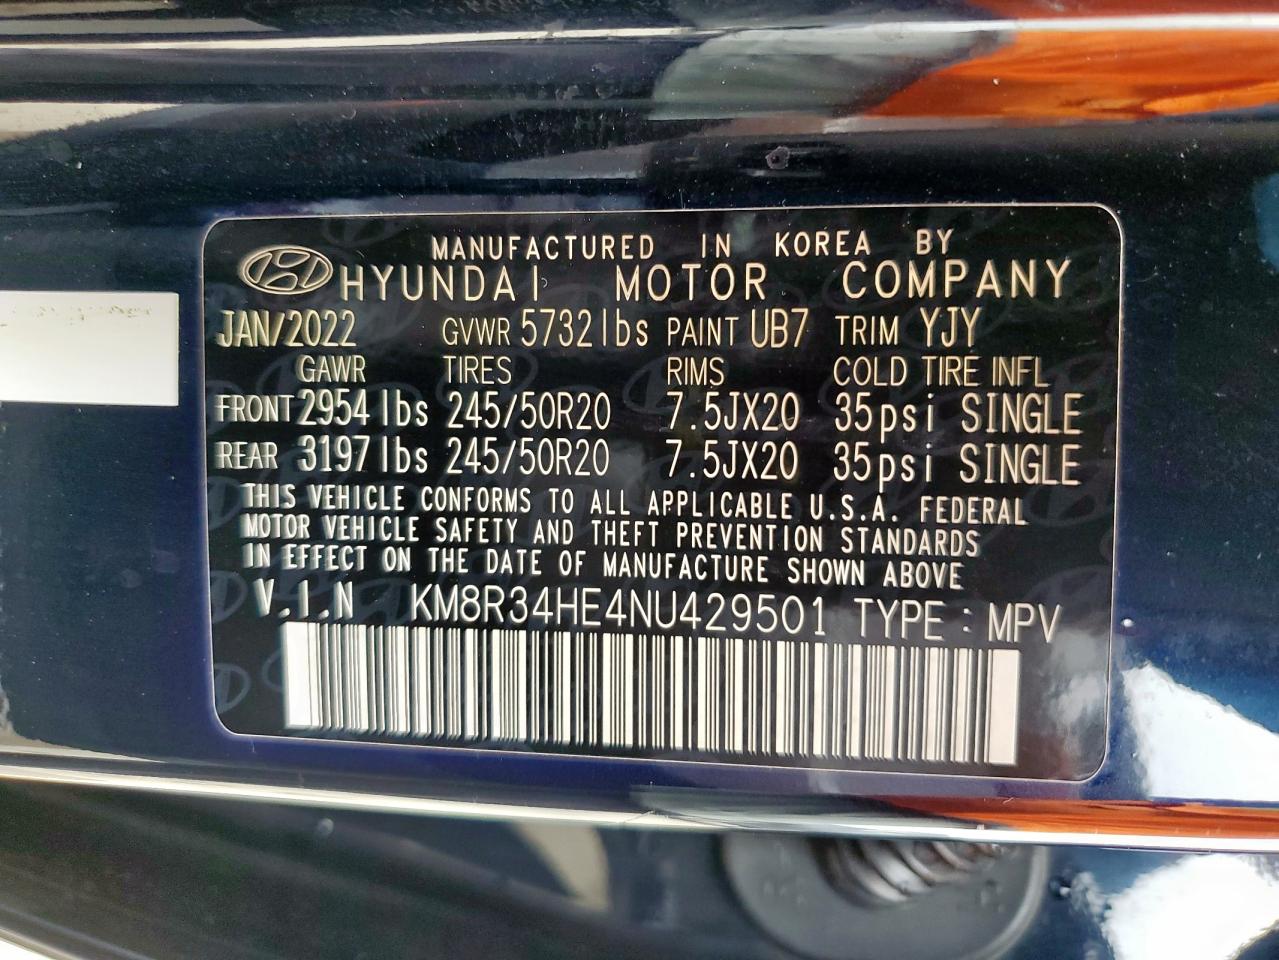 MANUFACTURED IN KOREA BY
HYUNDAI MOTOR COMPANY
JAN/2022 GVWR 5732lbs PAINT UB7 TRIM YJY
GAWR TIRES RIMS COLD TIRE INFL
FRONT 2954lbs 245/50R20 7.5JX20 35psi SINGLE
REAR 3197lbs 245/50R20 7.5JX20 35psi SINGLE
THIS VEHICLE CONFORMS TO ALL APPLICABLE U.S.A. FEDERAL
MOTOR VEHICLE SAFETY AND THEFT PREVENTION STANDARDS
IN EFFECT ON THE DATE OF MANUFACTURE SHOWN ABOVE
V.I.N KM8R34HE4NU429501 TYPE : MPV